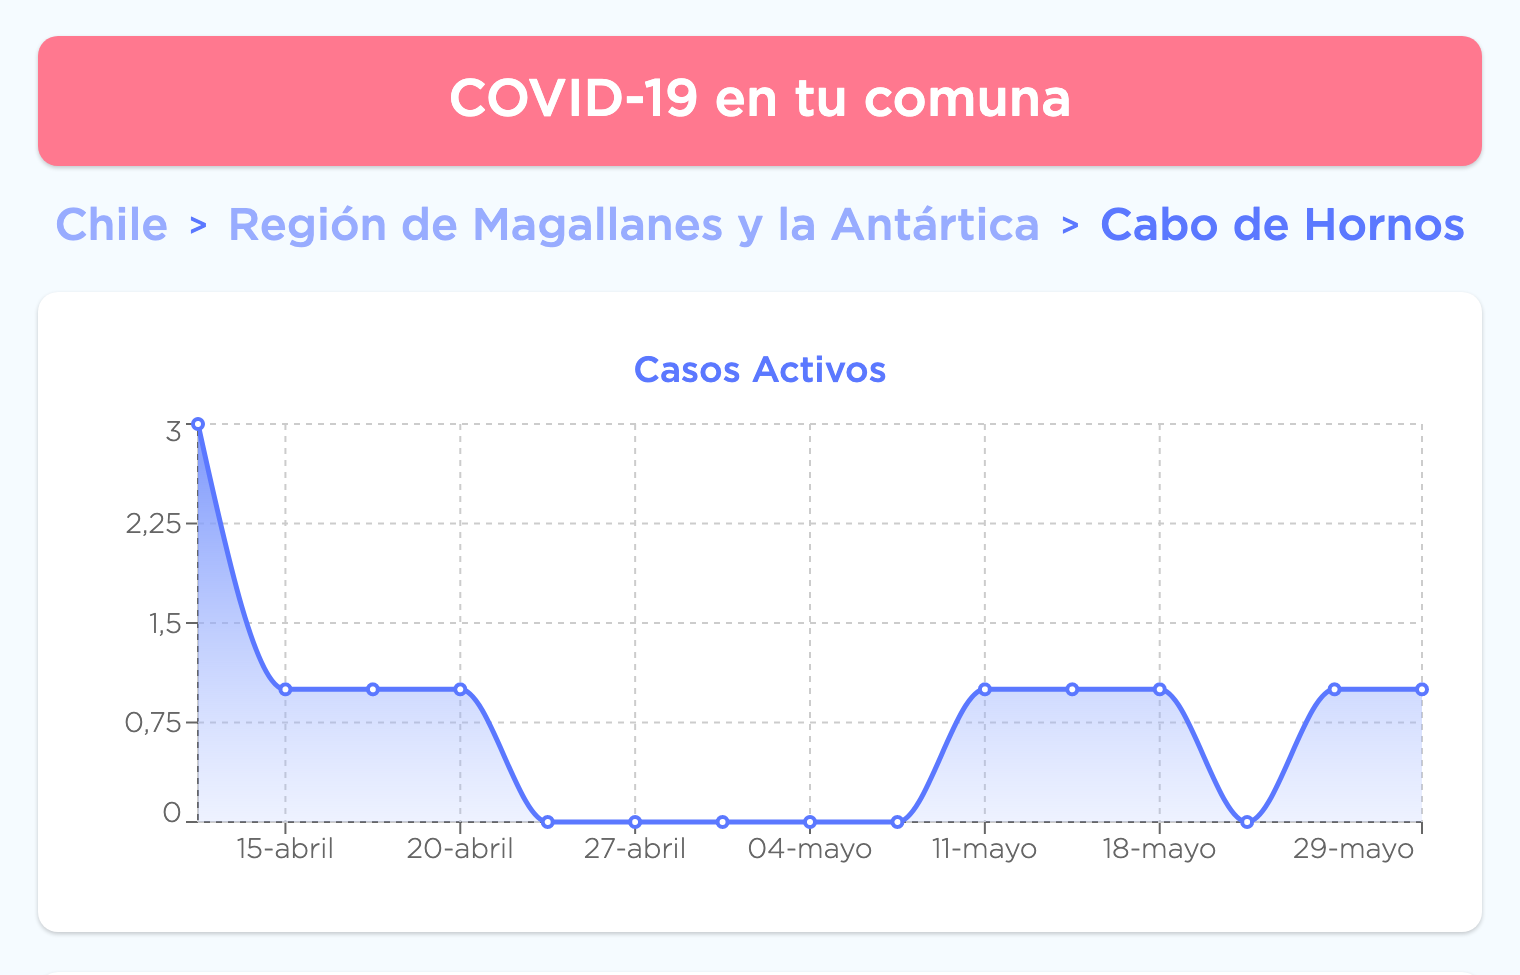 COVID-19 en tu comuna
Chile > Región de Magallanes y la Antártica > Cabo de Hornos
Casos Activos
3
2,25
1,5
0,75
0
15-abril 20-abril 27-abril 04-mayo 11-mayo 18-mayo 29-mayo